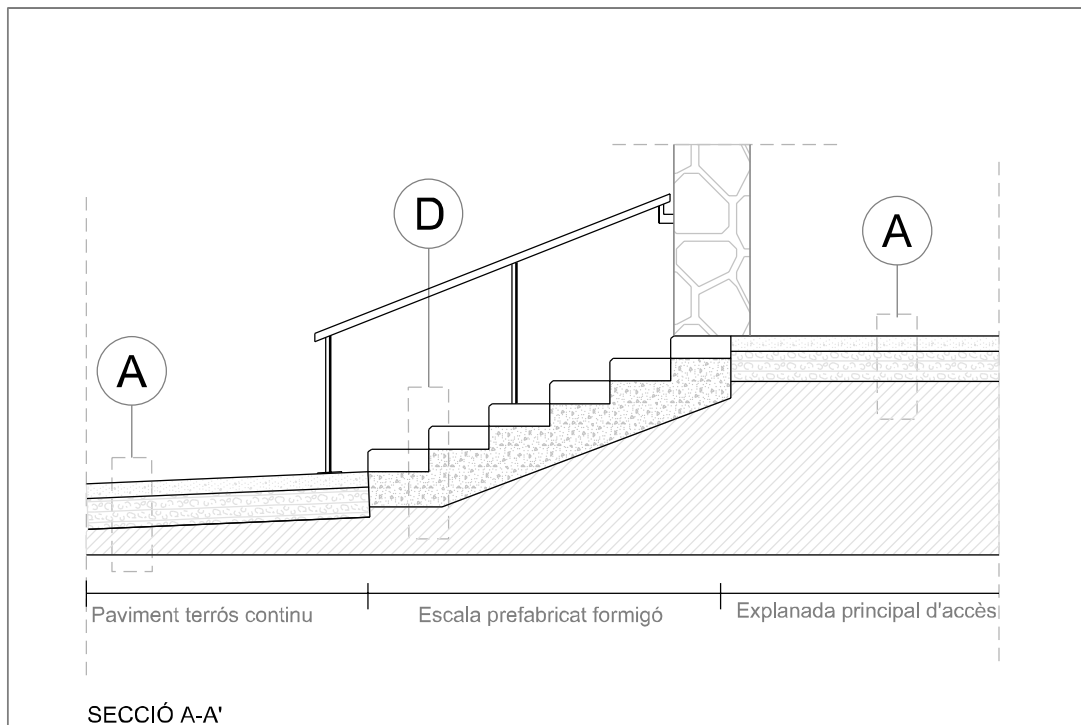 D
A
A
Paviment terrós continu
Escala prefabricat formigó
Explanada principal d'accès
SECCIÓ A-A'